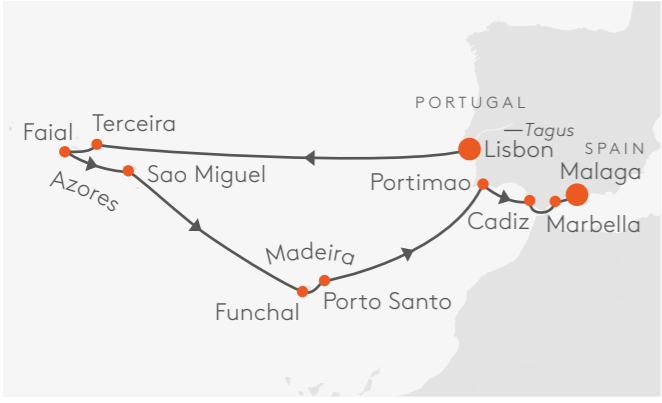 PORTUGAL
Terceira
Faial
Tagus
Lisbon
SPAIN
Malaga
Sao Miguel
Azores
Portimao
Cadiz
Marbella
Madeira
Porto Santo
Funchal